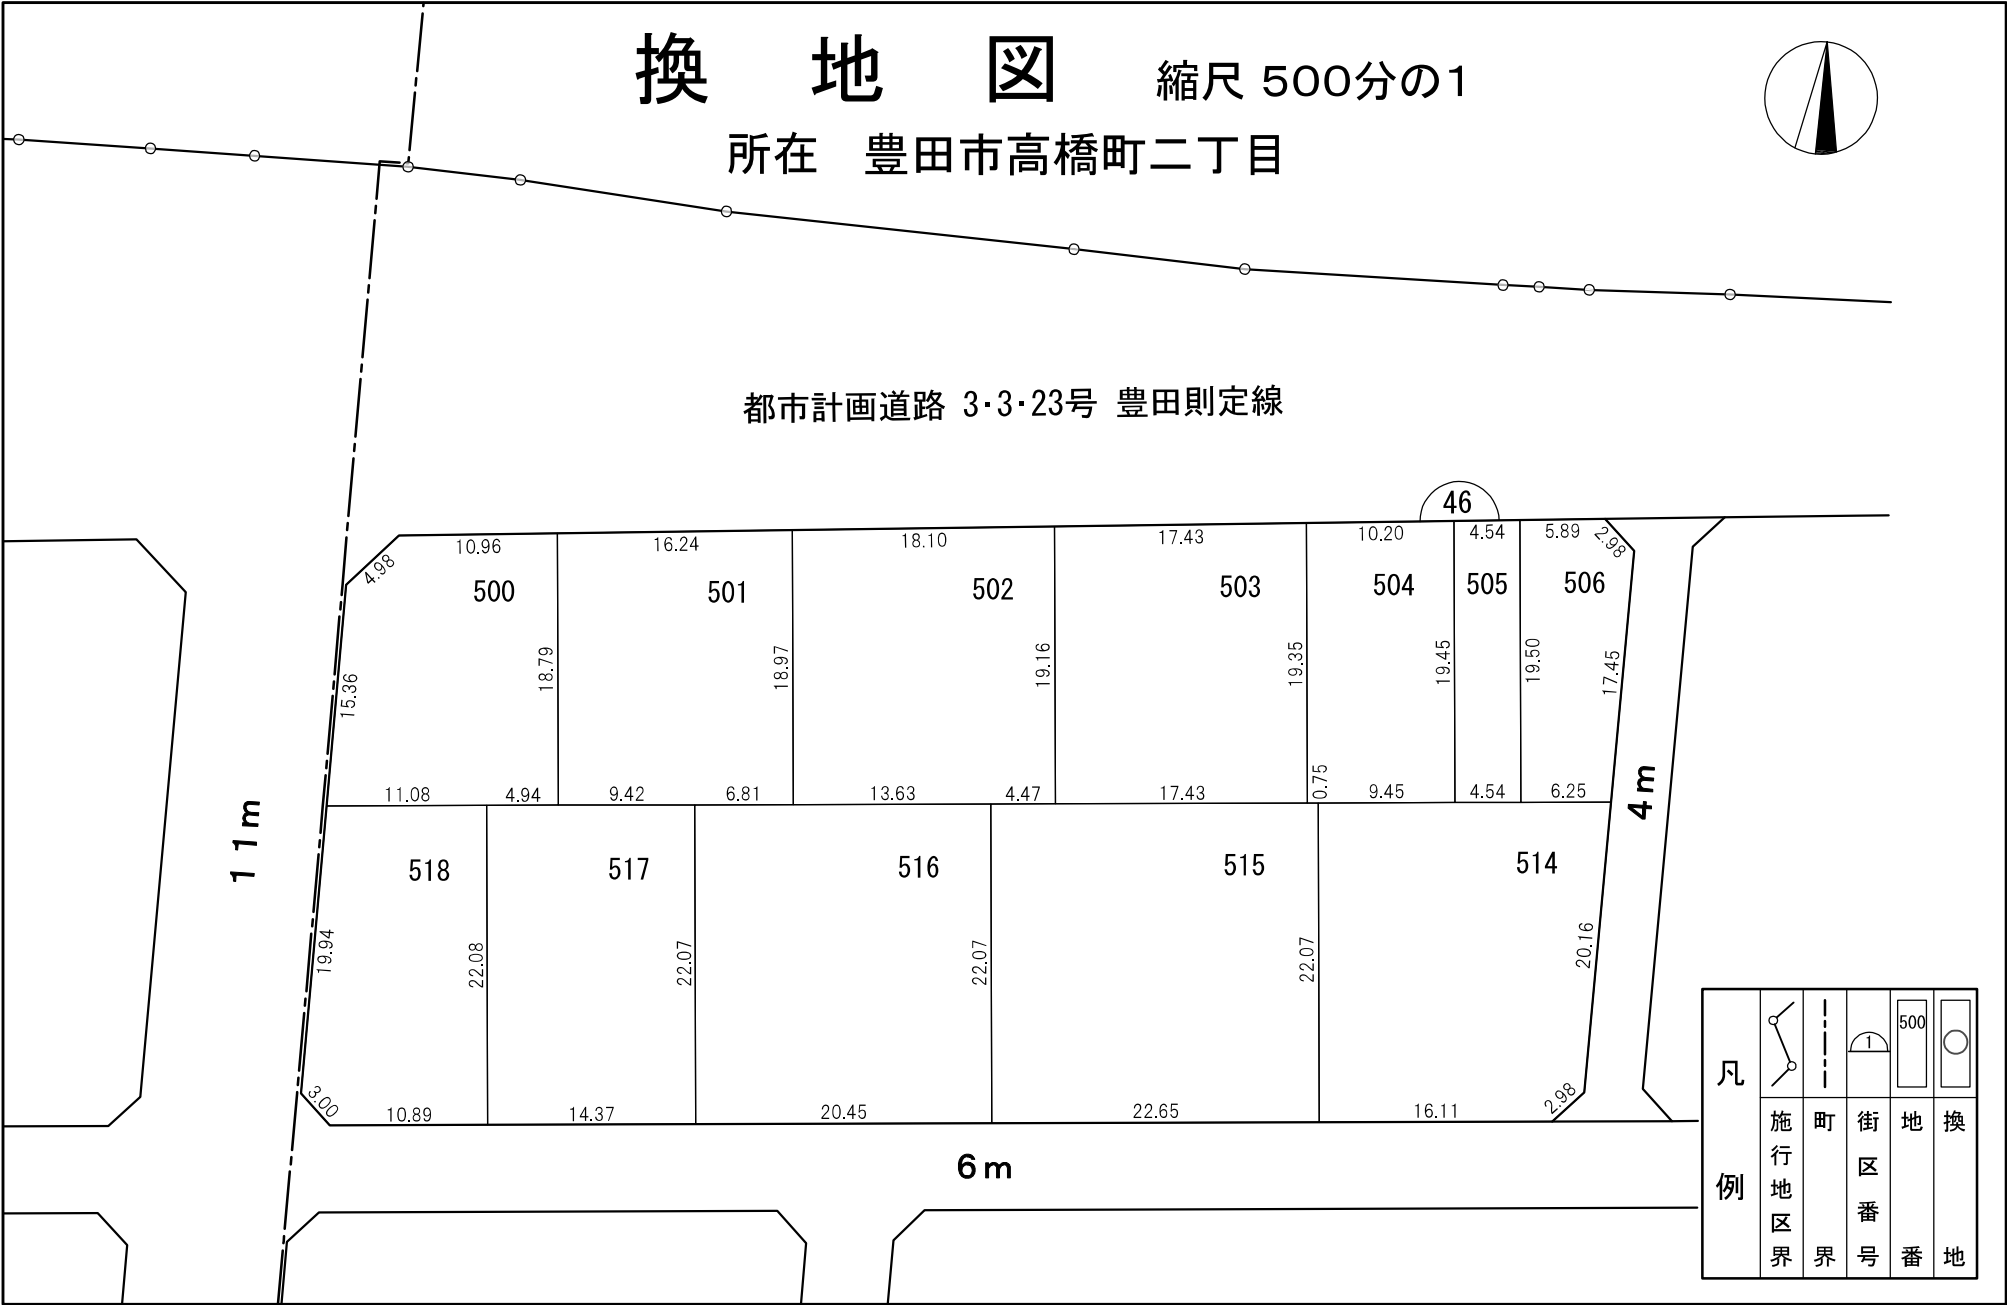 換 地 図 縮尺 500分の1
所在 豊田市高橋町二丁目
都市計画道路 3・3・23号 豊田則定線
46
10.96 16.24 18.10 17.43 10.20 4.54 5.89 2.98
4.98
500 501 502 503 504 505 506
15.36 18.79 18.97 19.16 19.35 19.45 19.50 17.45
11.08 4.94 9.42 6.81 13.63 4.47 17.43 0.75 9.45 4.54 6.25
11m
4m
518 517 516 515 514
19.94 22.08 22.07 22.07 22.07 20.16
3.00 10.89 14.37 20.45 22.65 16.11 2.98
6m
凡例
1
500
施行地区界
町界
街区番号
地番
換地